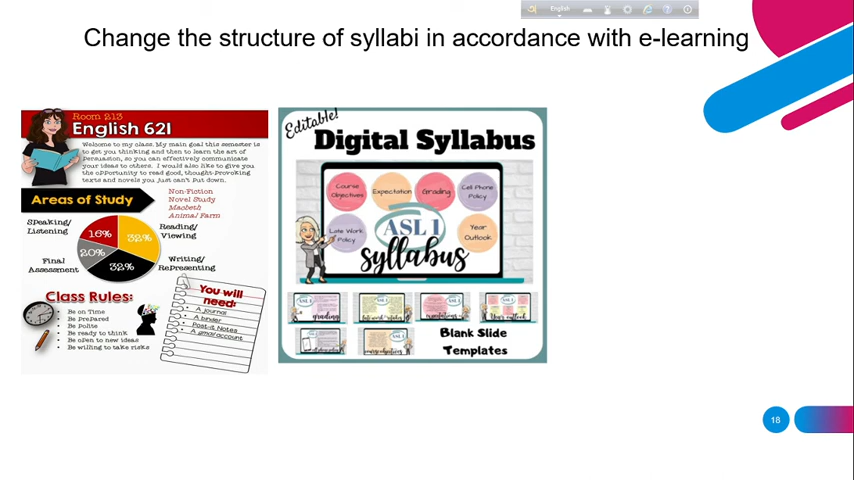 English
Change the structure of syllabi in accordance with e-learning
Room 213
English 621
Welcome to my class. My main goal this semester is
to get you thinking and then to learn the art of
Persuasion, so you can effectively communicate
your ideas to others. I would also like to give you
the opportunity to read good, thought-Provoking
texts and novels you Just can't Put down.
Areas of Study
Non-Fiction
Novel Study
Macbeth
Animal Farm
Speaking/
Listening
16%
32%
Reading/
Viewing
20%
32%
Final
Assessment
Writing/
Representing
Class Rules:
Be on Time
Be Prepared
Be Polite
Be ready to think
Be open to new ideas
Be willing to take risks
You will
need:
A journal
A binder
Post-it Notes
A gmail account
Editable!
Digital Syllabus
Course
Objectives
Expectation
Grading
Cell Phone
Policy
Late Work
Policy
ASL 1
syllabus
Year
Outlook
ASL 1
grading
ASL 1
ASL 1
Blank Slide
Templates
18